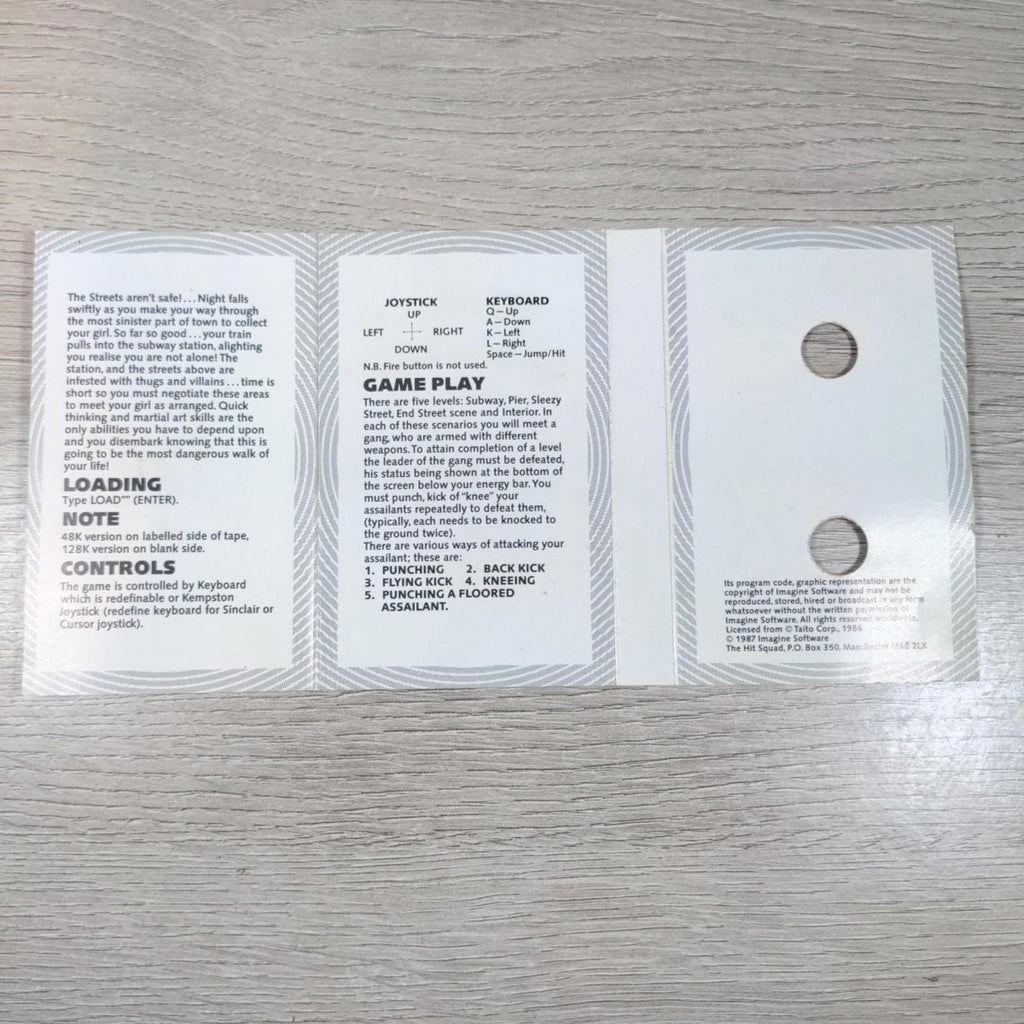 The Streets aren't safe!... Night falls
swiftly as you make your way through
the most sinister part of town to collect
your girl. So far so good...your train
pulls into the subway station, alighting
you realise you are not alone! The
station, and the streets above are
infested with thugs and villains...time is
short so you must negotiate these areas
to meet your girl as arranged. Quick
thinking and martial art skills are the
only abilities you have to depend upon
and you disembark knowing that this is
going to be the most dangerous walk of
your life!
LOADING
Type LOAD"" (ENTER).
NOTE
48K version on labelled side of tape,
128K version on blank side.
CONTROLS
The game is controlled by Keyboard
which is redefinable or Kempston
Joystick (redefine keyboard for Sinclair or
Cursor joystick).
JOYSTICK
UP
LEFT RIGHT
DOWN
KEYBOARD
Q–Up
A–Down
K–Left
L–Right
Space–Jump/Hit
N.B. Fire button is not used.
GAME PLAY
There are five levels: Subway, Pier, Sleezy
Street, End Street scene and Interior. In
each of these scenarios you will meet a
gang, who are armed with different
weapons. To attain completion of a level
the leader of the gang must be defeated,
his status being shown at the bottom of
the screen below your energy bar. You
must punch, kick of "knee" your
assailants repeatedly to defeat them,
(typically, each needs to be knocked to
the ground twice).
There are various ways of attacking your
assailant; these are:
1. PUNCHING 2. BACK KICK
3. FLYING KICK 4. KNEEING
5. PUNCHING A FLOORED
ASSAILANT.
Its program code, graphic representation are the
copyright of Imagine Software and may not be
reproduced, stored, hired or broadcast in any form
whatsoever without the written permission of
Imagine Software. All rights reserved worldwide.
Licensed from © Taito Corp., 1986
© 1987 Imagine Software
The Hit Squad, P.O. Box 350, Manchester M60 2LX